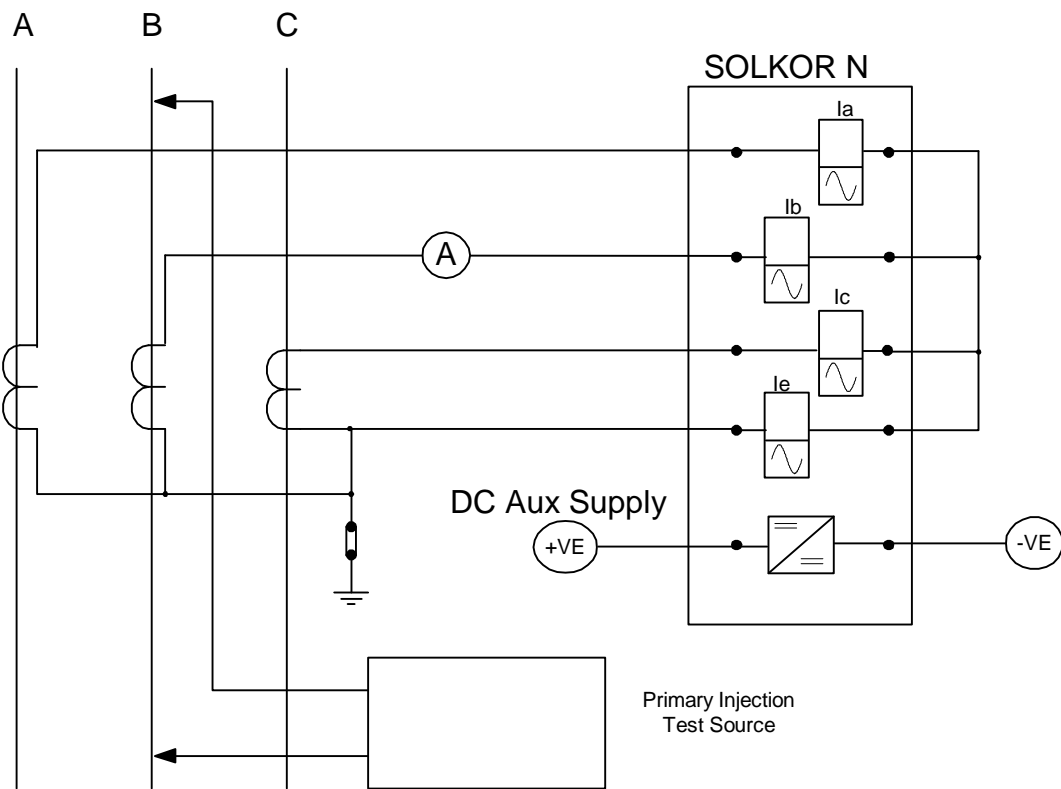 A
B
C
SOLKOR N
Ia
Ib
A
Ic
Ie
DC Aux Supply
+VE
-VE
Primary Injection
Test Source